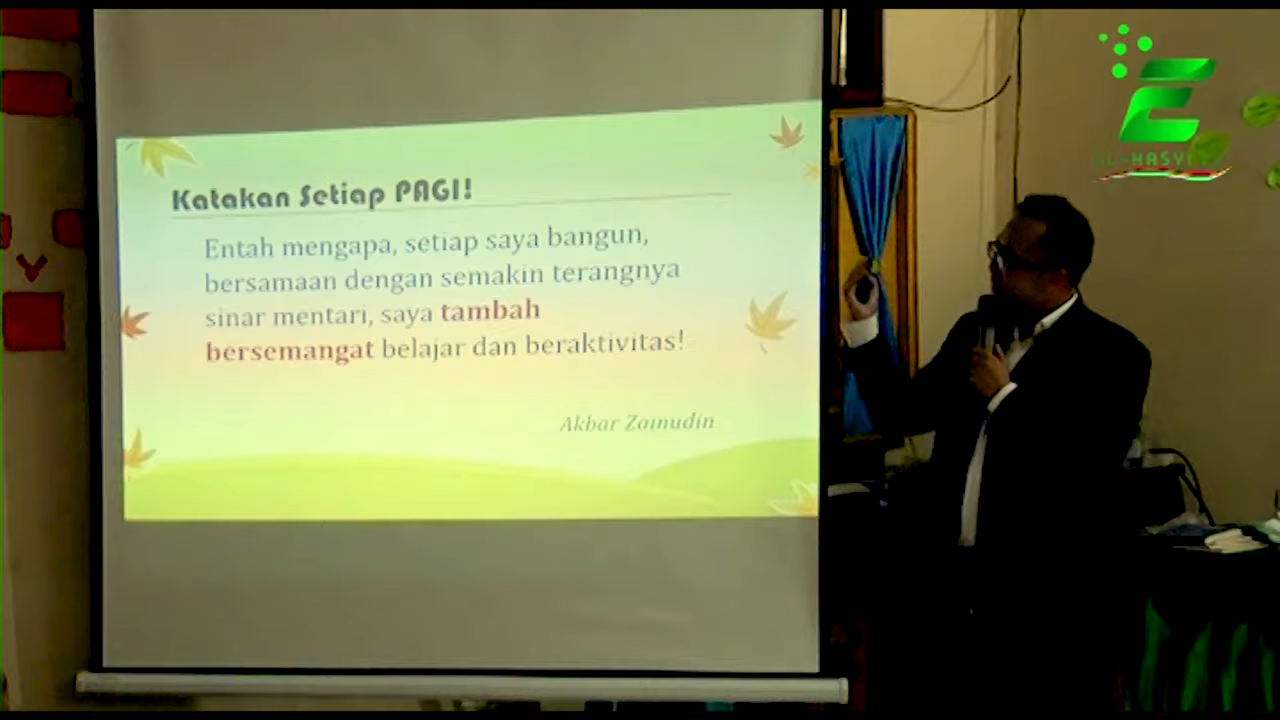 Katakan Setiap PAGI!
Entah mengapa, setiap saya bangun,
bersamaan dengan semakin terangnya
sinar mentari, saya tambah
bersemangat belajar dan beraktivitas!
Akbar Zainudin